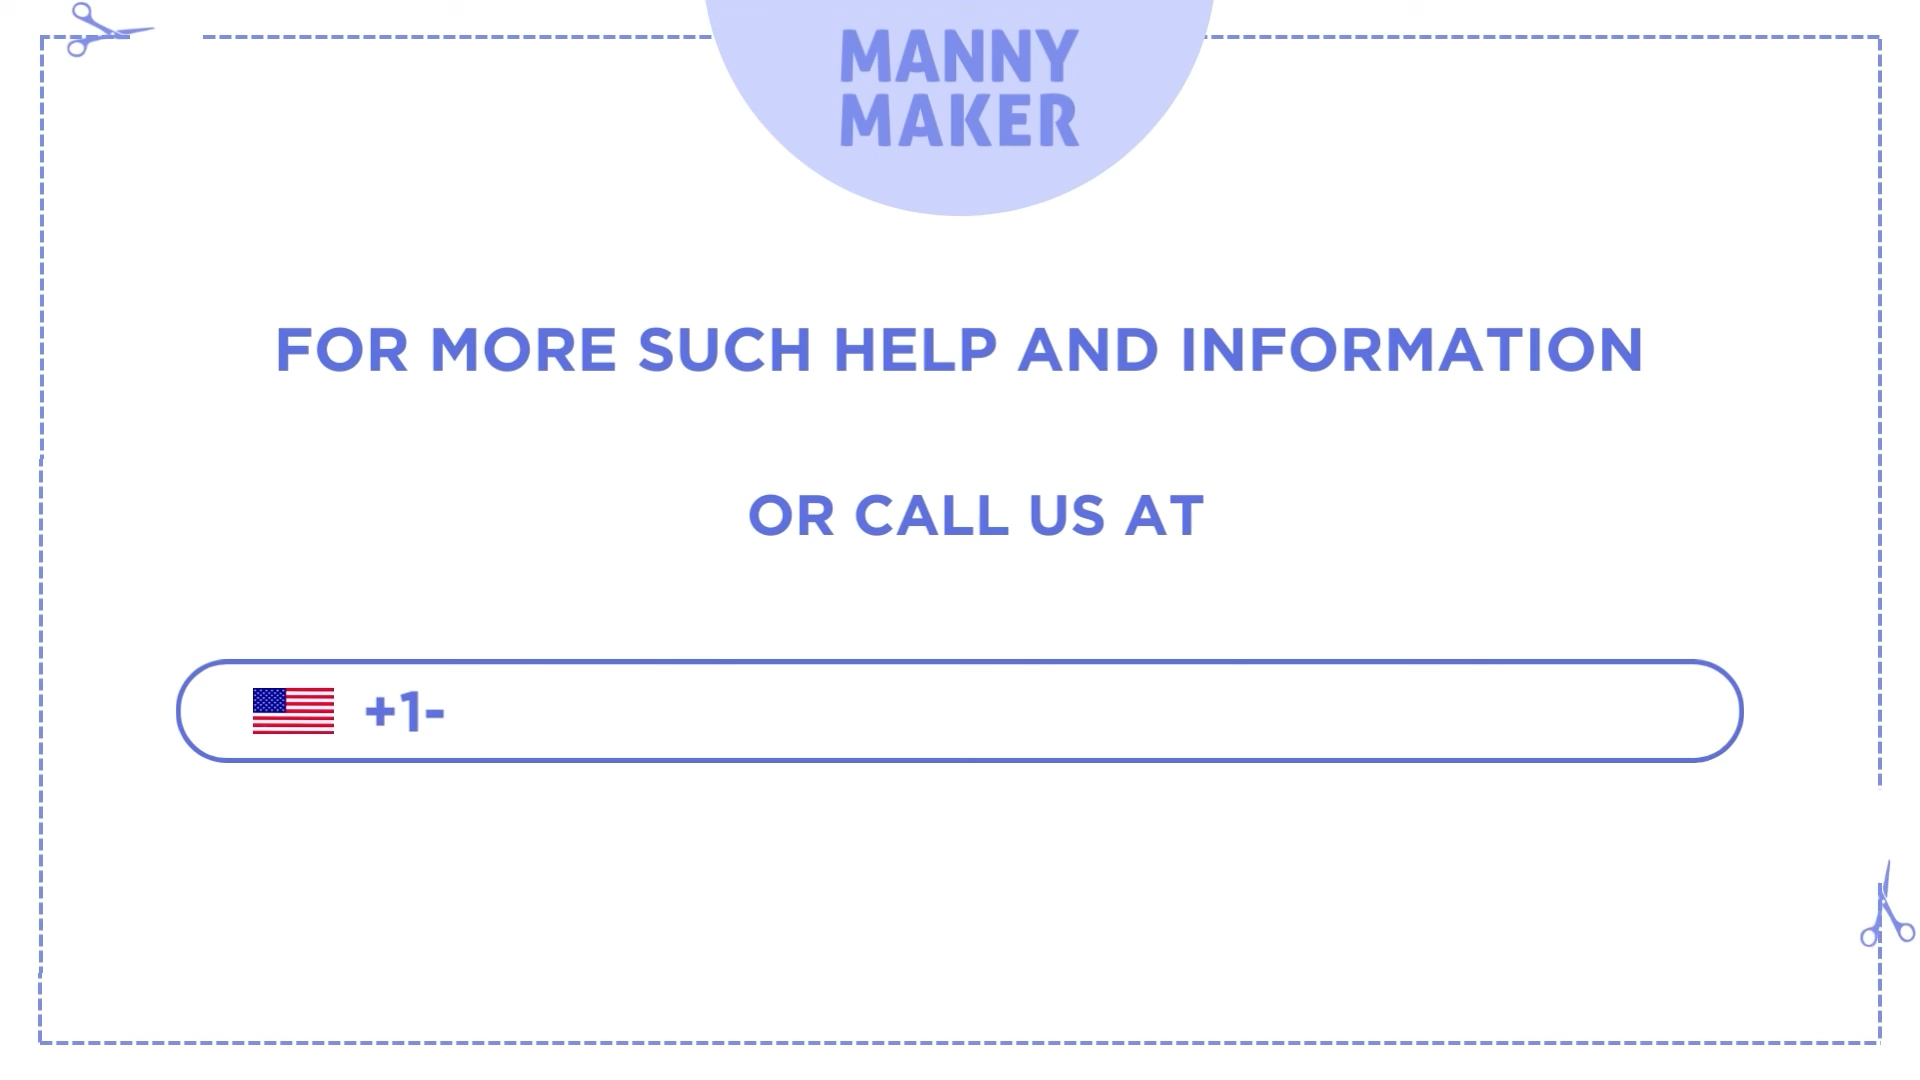 MANNY
MAKER
FOR MORE SUCH HELP AND INFORMATION
OR CALL US AT
+1-